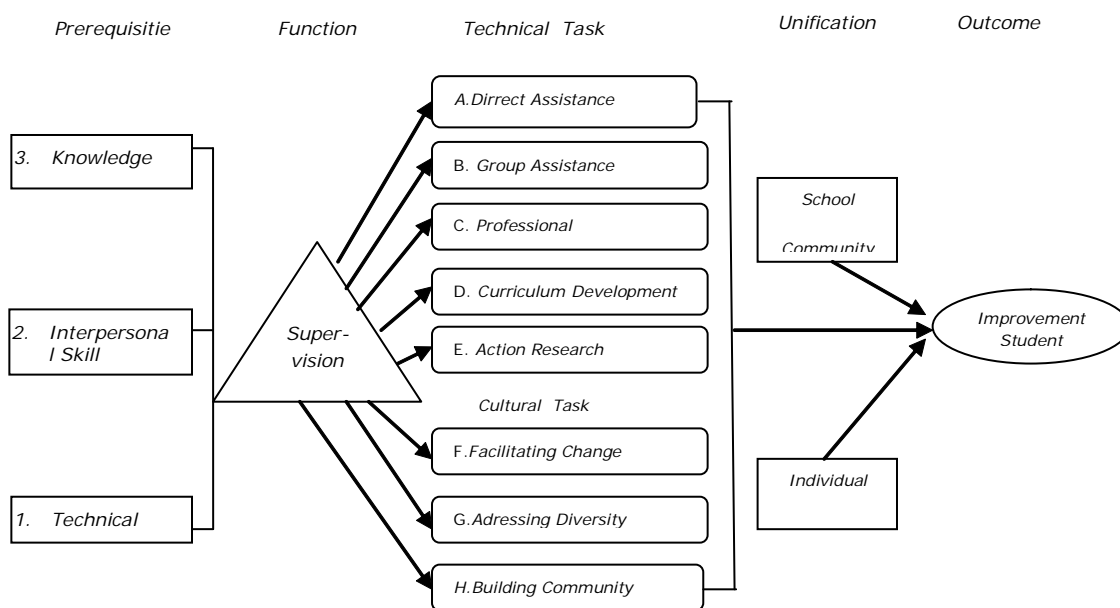 Prerequisitie Function Technical Task Unification Outcome
3. Knowledge
2. Interpersona
l Skill
1. Technical
Super-
vision
A.Dirrect Assistance
B. Group Assistance
C. Professional
D. Curriculum Development
E. Action Research
Cultural Task
F.Facilitating Change
G.Adressing Diversity
H.Building Community
School
Community
Individual
Improvement
Student